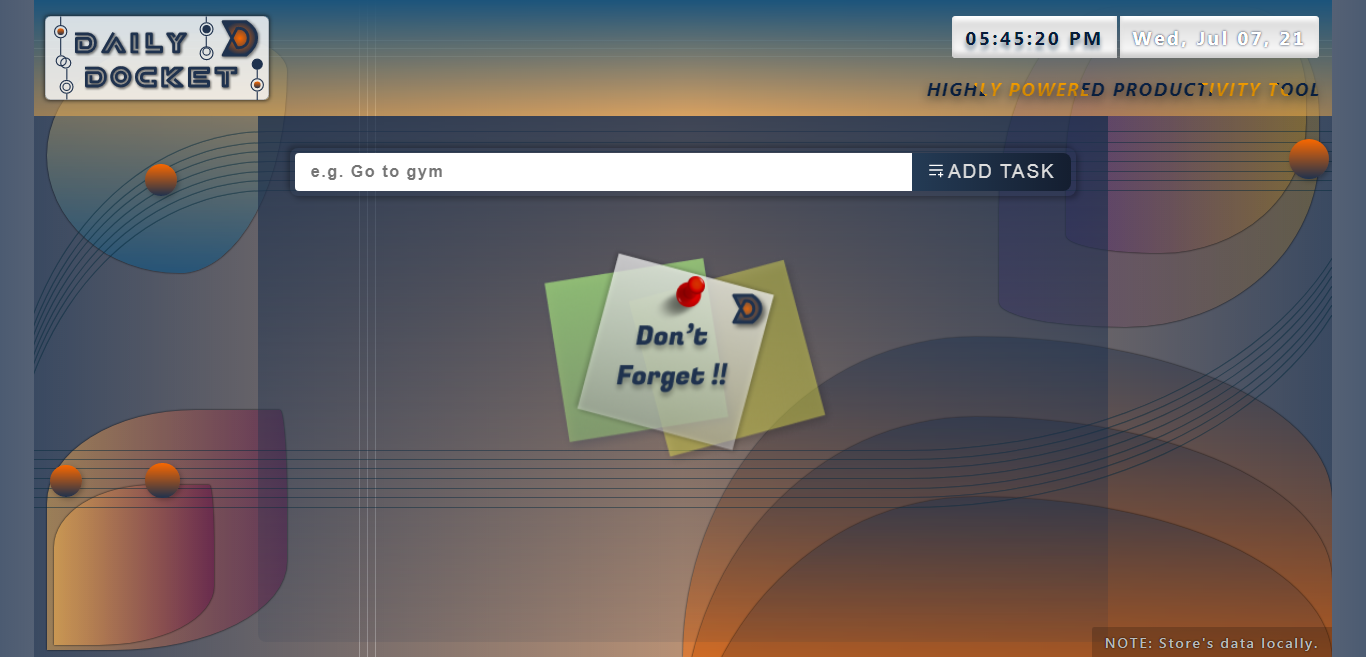 DAILY
DOCKET
05:45:20 PM
Wed, Jul 07, 21
HIGHLY POWERED PRODUCTIVITY TOOL
e.g. Go to gym
ADD TASK
Don't
Forget !!
NOTE: Store's data locally.